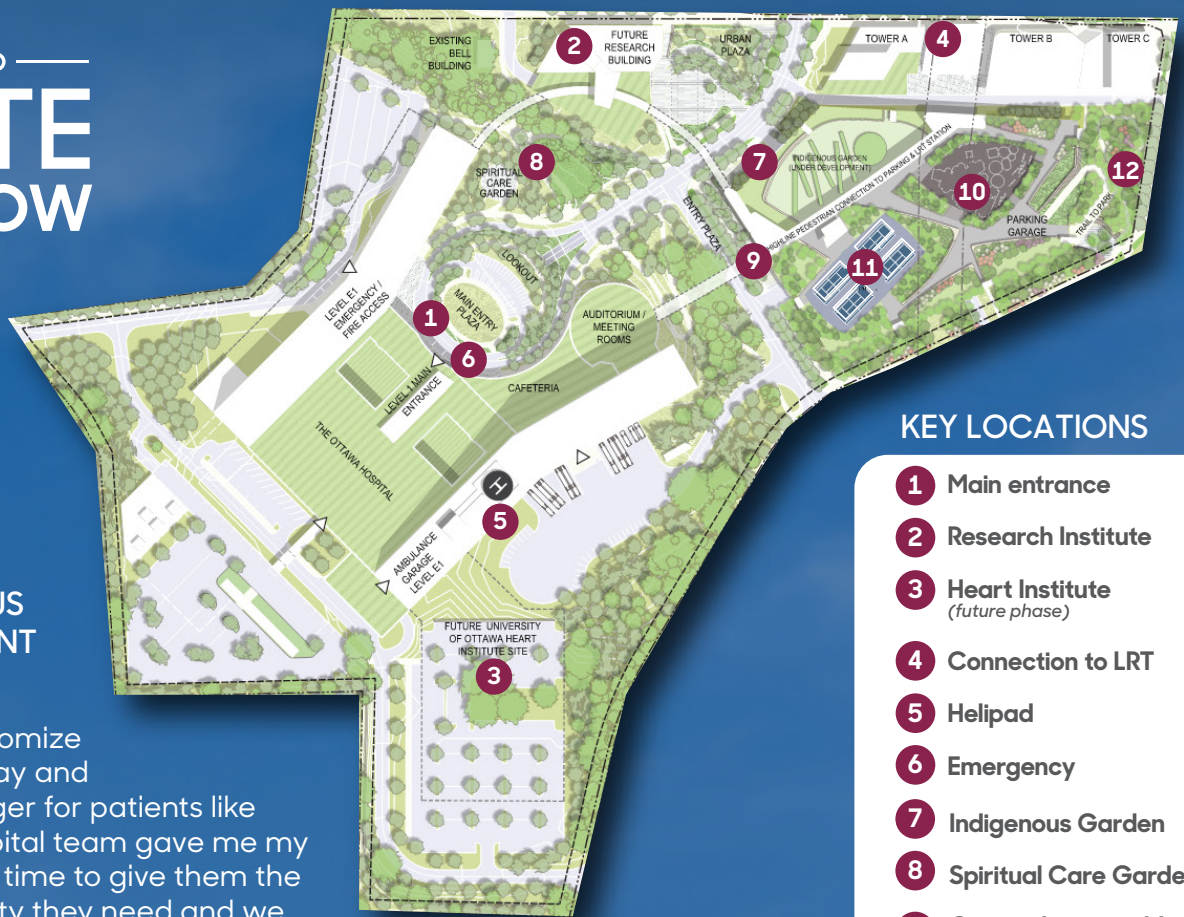 EXISTING
BELL
BUILDING
2
FUTURE
RESEARCH
BUILDING
URBAN
PLAZA
TOWER A
4
TOWER B
TOWER C
8
SPIRITUAL
CARE
GARDEN
7
INDIGENOUS GARDEN
(UNDER DEVELOPMENT)
10
12
PARKING
GARAGE
TRAIL TO PARK
HIGHLINE PEDESTRIAN CONNECTION TO PARKING & LRT STATION
ENTRY PLAZA
9
11
LOOKOUT
MAIN ENTRY
PLAZA
1
6
LEVEL E1
EMERGENCY /
FIRE ACCESS
AUDITORIUM /
MEETING
ROOMS
LEVEL 1 MAIN
ENTRANCE
CAFETERIA
THE OTTAWA HOSPITAL
H
5
AMBULANCE
GARAGE
LEVEL E1
FUTURE UNIVERSITY
OF OTTAWA HEART
INSTITUTE SITE
3
KEY LOCATIONS
1 Main entrance
2 Research Institute
3 Heart Institute
(future phase)
4 Connection to LRT
5 Helipad
6 Emergency
7 Indigenous Garden
8 Spiritual Care Garde
TE
OW
US
NT
omize
ay and
ger for patients like
pital team gave me my
time to give them the
ty they need and we